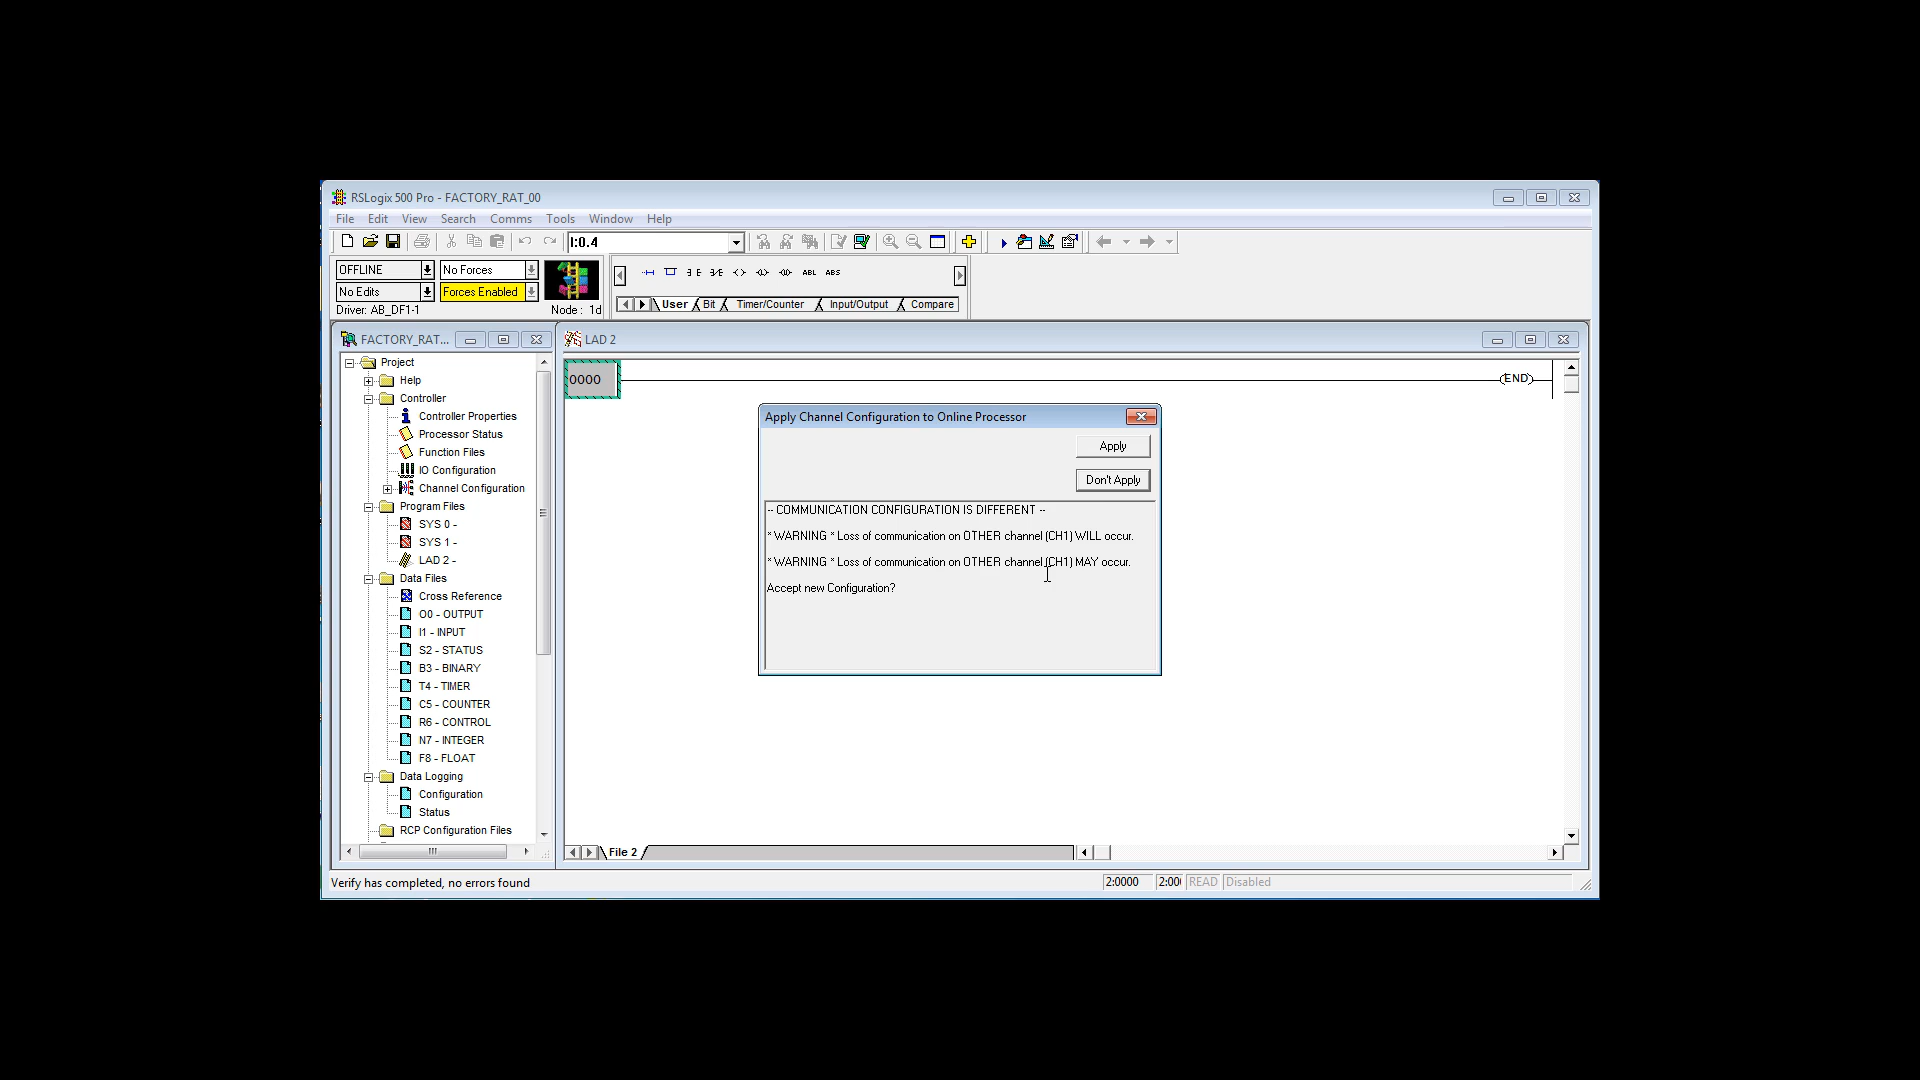 RSLogix 500 Pro - FACTORY_RAT_00
File Edit View Search Comms Tools Window Help
I:0.4
OFFLINE No Forces
No Edits Forces Enabled
Driver: AB_DF1-1 Node : 1d
ABL ABS
User Bit Timer/Counter Input/Output Compare
FACTORY_RAT...
Project
Help
Controller
Controller Properties
Processor Status
Function Files
IO Configuration
Channel Configuration
Program Files
SYS 0 -
SYS 1 -
LAD 2 -
Data Files
Cross Reference
O0 - OUTPUT
I1 - INPUT
S2 - STATUS
B3 - BINARY
T4 - TIMER
C5 - COUNTER
R6 - CONTROL
N7 - INTEGER
F8 - FLOAT
Data Logging
Configuration
Status
RCP Configuration Files
LAD 2
0000
(END)
Apply Channel Configuration to Online Processor
Apply
Don't Apply
-- COMMUNICATION CONFIGURATION IS DIFFERENT --
* WARNING * Loss of communication on OTHER channel (CH1) WILL occur.
* WARNING * Loss of communication on OTHER channel (CH1) MAY occur.
Accept new Configuration?
File 2
Verify has completed, no errors found
2:0000 2:00 READ Disabled